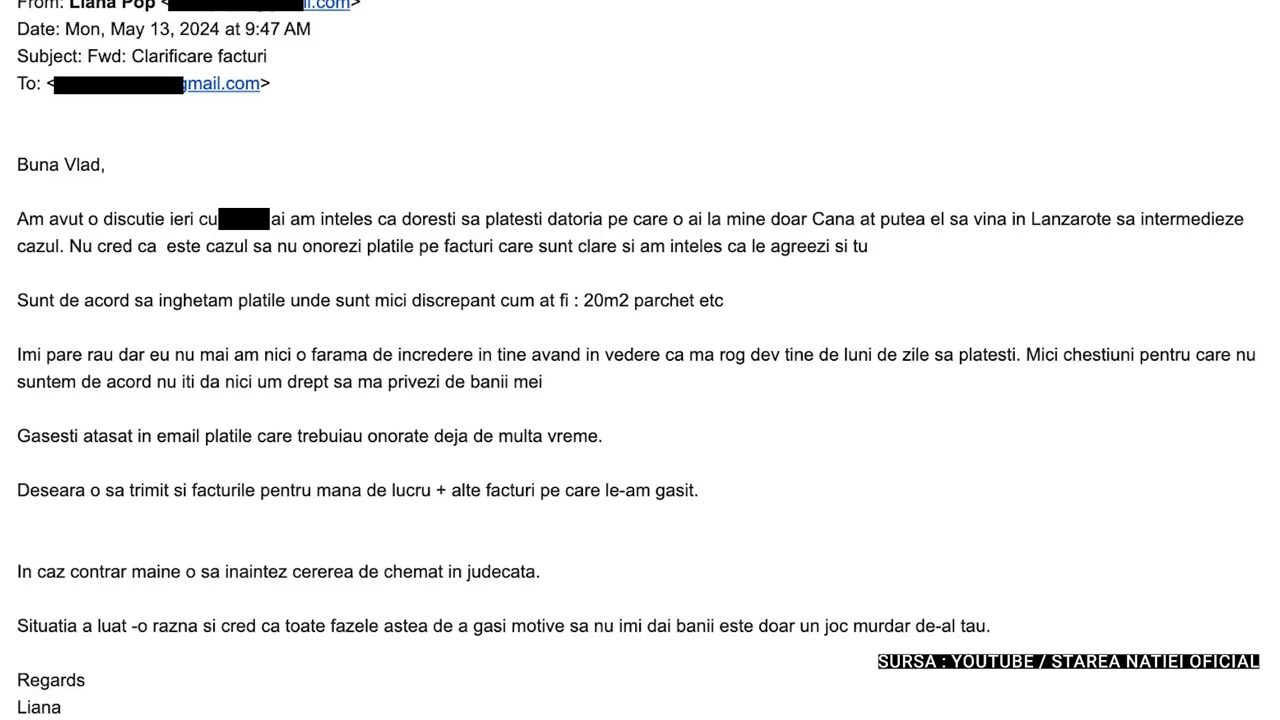 From: Liana Pop < il.com>
Date: Mon, May 13, 2024 at 9:47 AM
Subject: Fwd: Clarificare facturi
To: < gmail.com>
Buna Vlad,
Am avut o discutie ieri cu ai am inteles ca doresti sa platesti datoria pe care o ai la mine doar Cana at putea el sa vina in Lanzarote sa intermedieze
cazul. Nu cred ca este cazul sa nu onorezi platile pe facturi care sunt clare si am inteles ca le agreezi si tu
Sunt de acord sa inghetam platile unde sunt mici discrepant cum at fi : 20m2 parchet etc
Imi pare rau dar eu nu mai am nici o farama de incredere in tine avand in vedere ca ma rog dev tine de luni de zile sa platesti. Mici chestiuni pentru care nu
suntem de acord nu iti da nici um drept sa ma privezi de banii mei
Gasesti atasat in email platile care trebuiau onorate deja de multa vreme.
Deseara o sa trimit si facturile pentru mana de lucru + alte facturi pe care le-am gasit.
In caz contrar maine o sa inaintez cererea de chemat in judecata.
Situatia a luat -o razna si cred ca toate fazele astea de a gasi motive sa nu imi dai banii este doar un joc murdar de-al tau.
SURSA : YOUTUBE / STAREA NATIEI OFICIAL
Regards
Liana